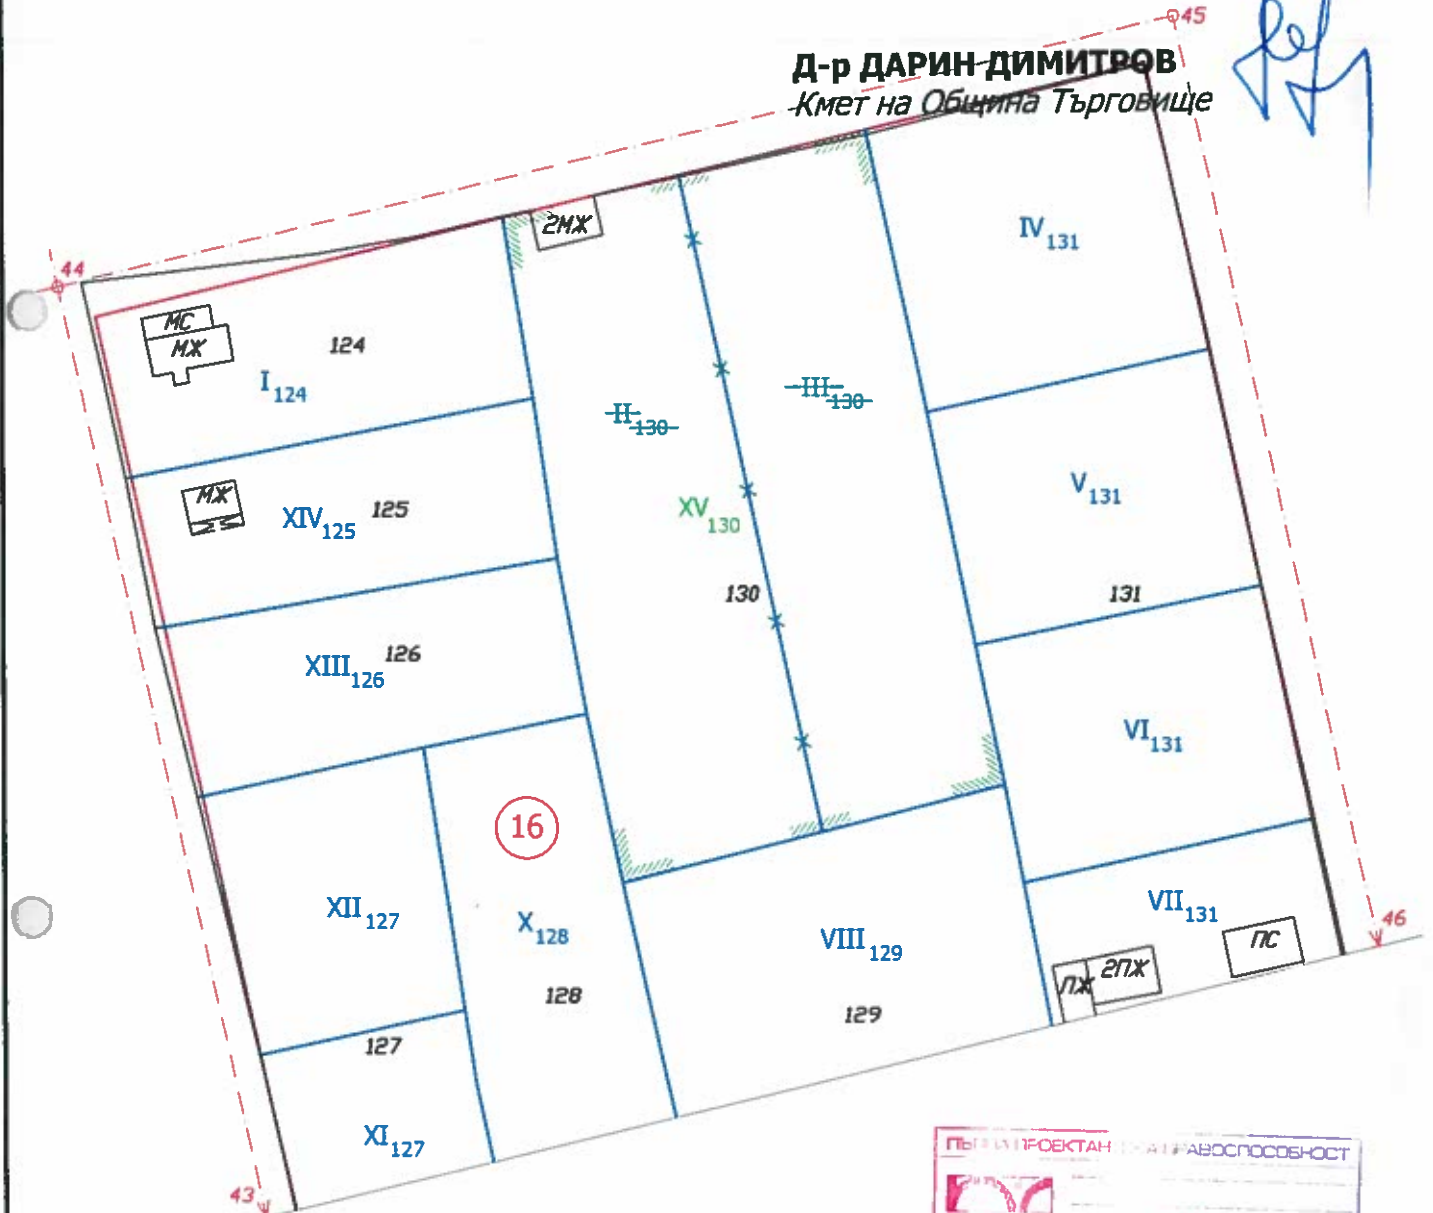 45
Д-р ДАРИН ДИМИТРОВ
Кмет на Община Търговище
44
2МЖ
IV131
МС
МЖ
124
I124
II130
III130
МЖ
XIV125
125
XV130
V131
130
131
XIII126
126
VI131
16
XII127
X128
VIII129
VII131
46
ПЖ
2ПЖ
ПС
128
129
127
XI127
43
ПРАВОСПОСОБНОСТ